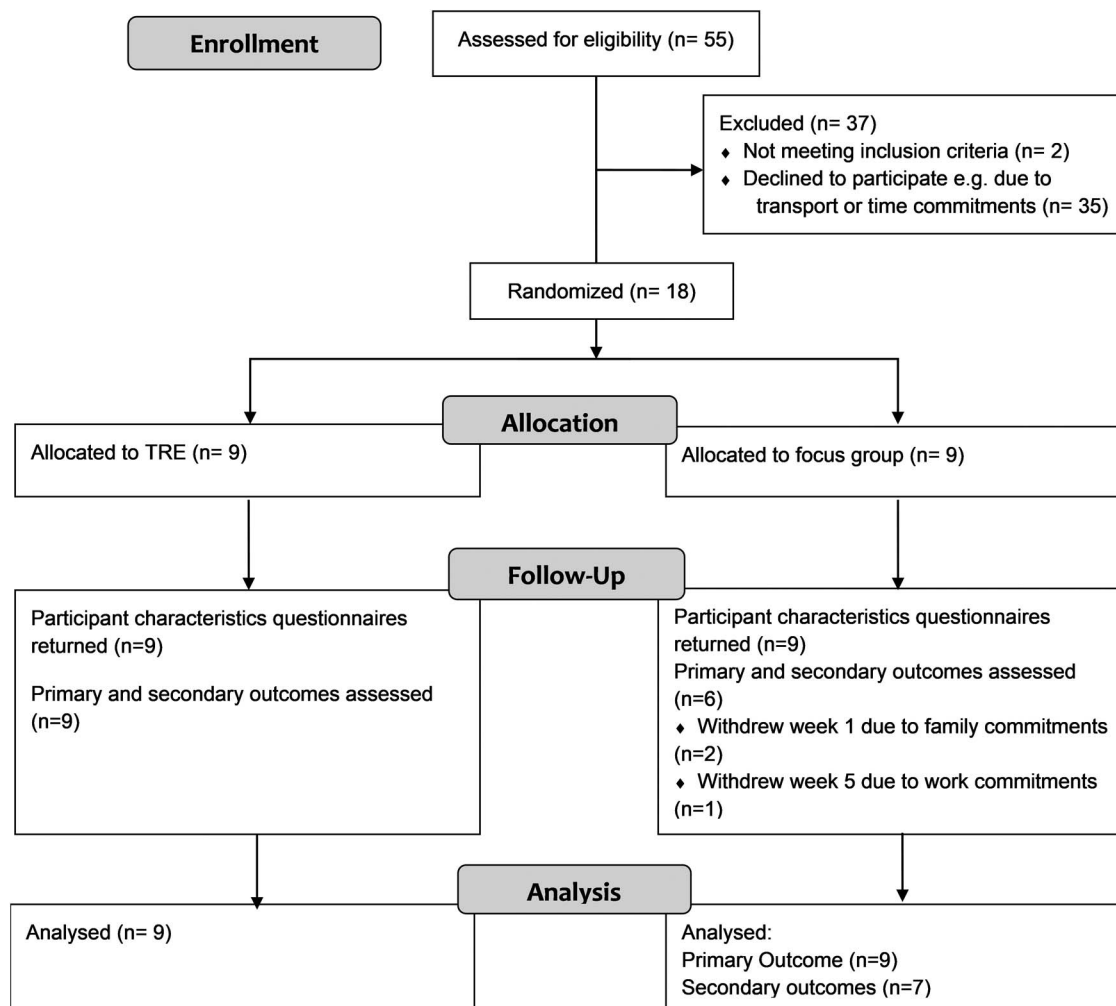 Enrollment
Assessed for eligibility (n= 55)
Excluded (n= 37)
♦ Not meeting inclusion criteria (n= 2)
♦ Declined to participate e.g. due to
transport or time commitments (n= 35)
Randomized (n= 18)
Allocation
Allocated to TRE (n= 9)
Allocated to focus group (n= 9)
Follow-Up
Participant characteristics questionnaires
returned (n=9)
Primary and secondary outcomes assessed
(n=9)
Participant characteristics questionnaires
returned (n=9)
Primary and secondary outcomes assessed
(n=6)
♦ Withdrew week 1 due to family commitments
(n=2)
♦ Withdrew week 5 due to work commitments
(n=1)
Analysis
Analysed (n= 9)
Analysed:
Primary Outcome (n=9)
Secondary outcomes (n=7)